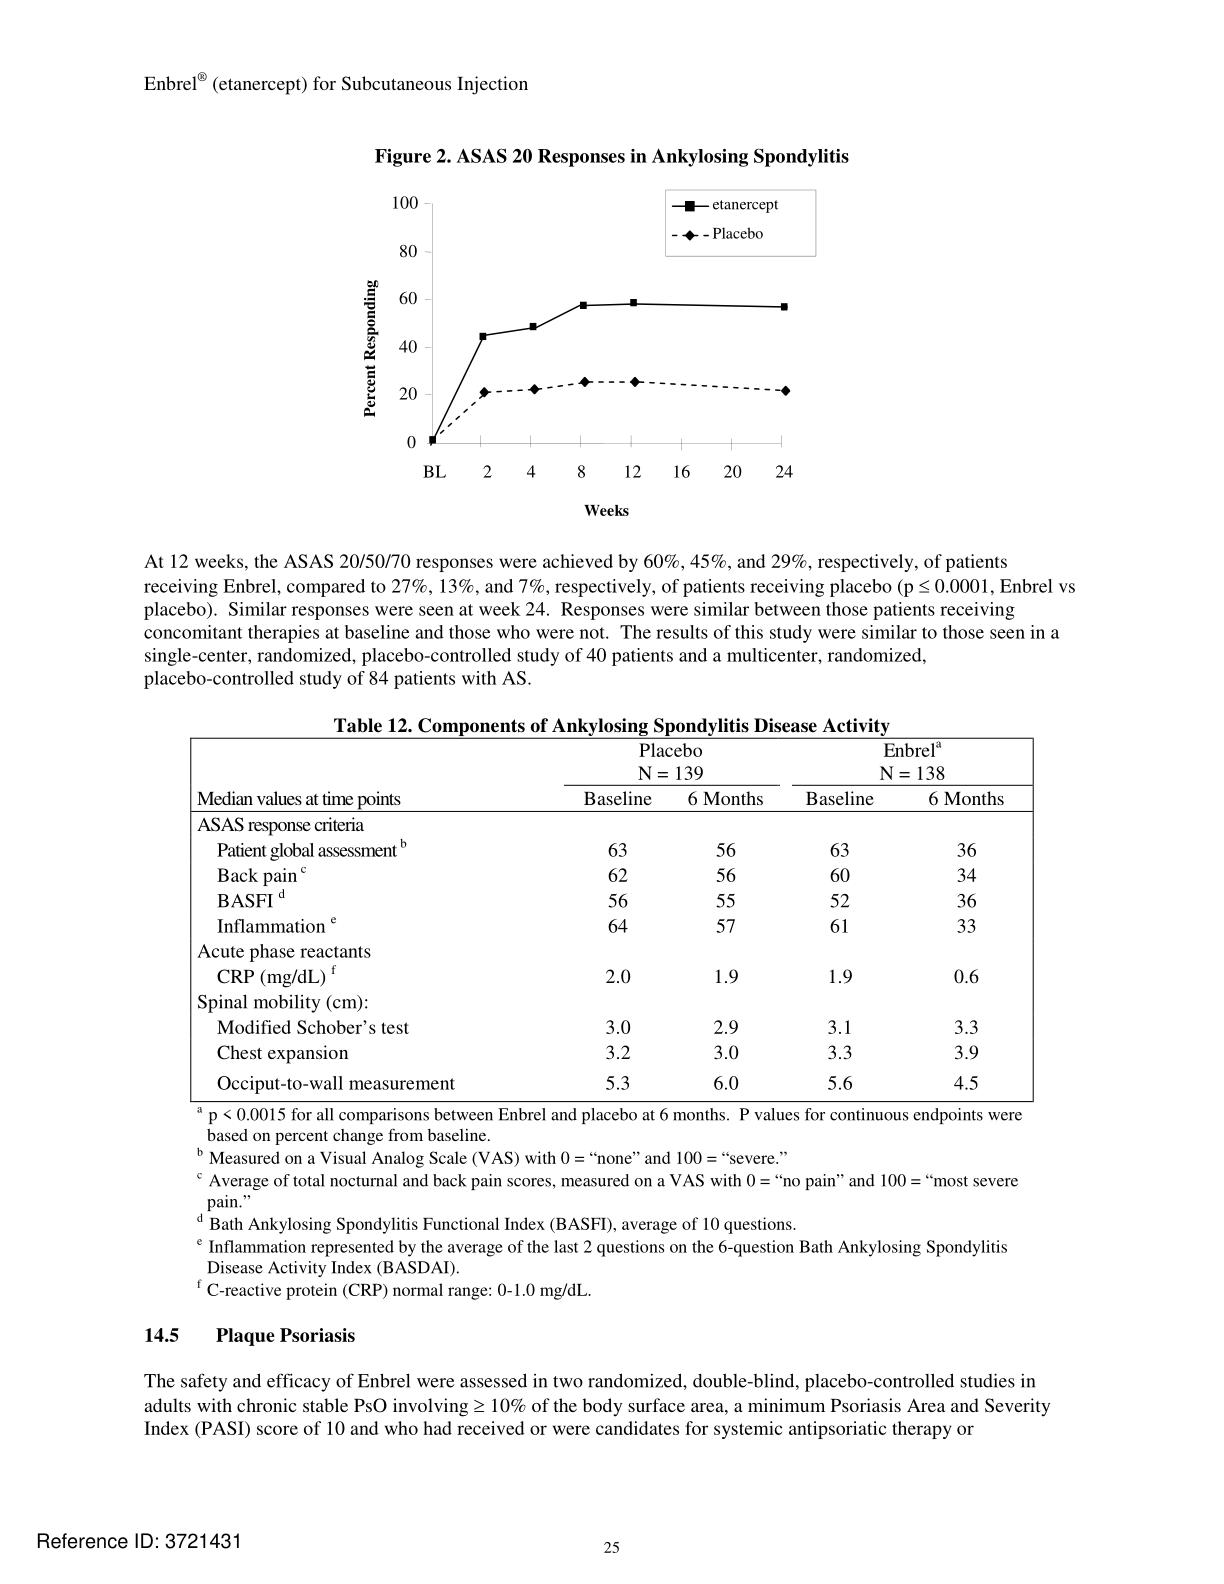 Enbrel® (etanercept) for Subcutaneous Injection
Figure 2. ASAS 20 Responses in Ankylosing Spondylitis
100
80
60
40
20
0
Percent Responding
etanercept
Placebo
BL 2 4 8 12 16 20 24
Weeks
At 12 weeks, the ASAS 20/50/70 responses were achieved by 60%, 45%, and 29%, respectively, of patients
receiving Enbrel, compared to 27%, 13%, and 7%, respectively, of patients receiving placebo (p ≤ 0.0001, Enbrel vs
placebo). Similar responses were seen at week 24. Responses were similar between those patients receiving
concomitant therapies at baseline and those who were not. The results of this study were similar to those seen in a
single-center, randomized, placebo-controlled study of 40 patients and a multicenter, randomized,
placebo-controlled study of 84 patients with AS.
Table 12. Components of Ankylosing Spondylitis Disease Activity
Placebo Enbrelᵃ
N = 139 N = 138
Median values at time points Baseline 6 Months Baseline 6 Months
ASAS response criteria
Patient global assessment ᵇ 63 56 63 36
Back pain ᶜ 62 56 60 34
BASFI ᵈ 56 55 52 36
Inflammation ᵉ 64 57 61 33
Acute phase reactants
CRP (mg/dL) ᶠ 2.0 1.9 1.9 0.6
Spinal mobility (cm):
Modified Schober’s test 3.0 2.9 3.1 3.3
Chest expansion 3.2 3.0 3.3 3.9
Occiput-to-wall measurement 5.3 6.0 5.6 4.5
ᵃ p < 0.0015 for all comparisons between Enbrel and placebo at 6 months. P values for continuous endpoints were
based on percent change from baseline.
ᵇ Measured on a Visual Analog Scale (VAS) with 0 = “none” and 100 = “severe.”
ᶜ Average of total nocturnal and back pain scores, measured on a VAS with 0 = “no pain” and 100 = “most severe
pain.”
ᵈ Bath Ankylosing Spondylitis Functional Index (BASFI), average of 10 questions.
ᵉ Inflammation represented by the average of the last 2 questions on the 6-question Bath Ankylosing Spondylitis
Disease Activity Index (BASDAI).
ᶠ C-reactive protein (CRP) normal range: 0-1.0 mg/dL.
14.5 Plaque Psoriasis
The safety and efficacy of Enbrel were assessed in two randomized, double-blind, placebo-controlled studies in
adults with chronic stable PsO involving ≥ 10% of the body surface area, a minimum Psoriasis Area and Severity
Index (PASI) score of 10 and who had received or were candidates for systemic antipsoriatic therapy or
Reference ID: 3721431
25